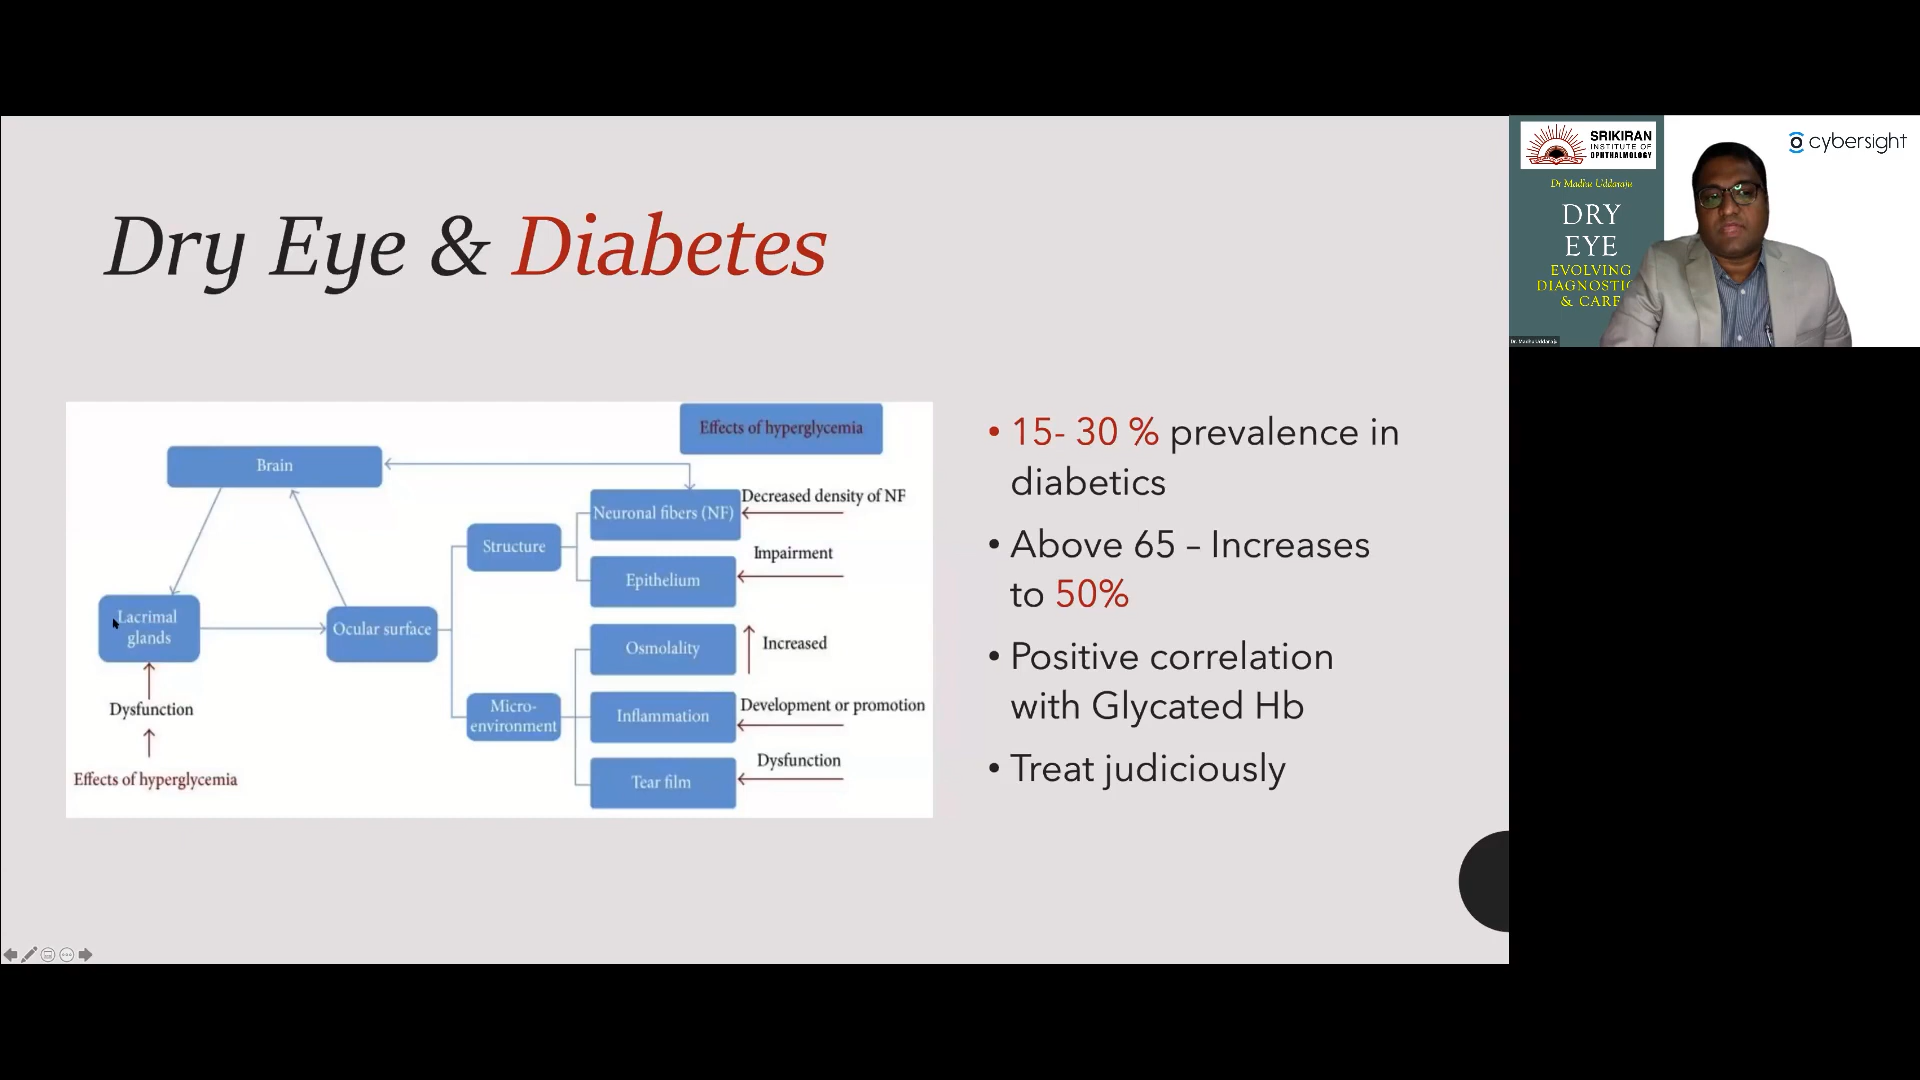 Dry Eye & Diabetes
Effects of hyperglycemia
Brain
Decreased density of NF
Neuronal fibers (NF)
Structure
Impairment
Epithelium
Lacrimal
glands
Ocular surface
Osmolality
Increased
Dysfunction
Micro-
environment
Inflammation
Development or promotion
Dysfunction
Tear film
Effects of hyperglycemia
• 15- 30 % prevalence in
diabetics
• Above 65 – Increases
to 50%
• Positive correlation
with Glycated Hb
• Treat judiciously
SRIKIRAN
INSTITUTE OF
OPHTHALMOLOGY
Dr Madhu Uddaraju
DRY
EYE
EVOLVING
DIAGNOSTIC
& CARE
Dr. Madhu Uddaraju
cybersight